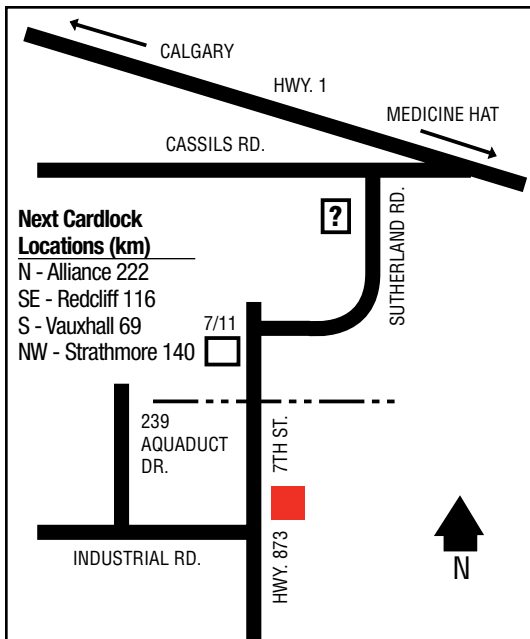 CALGARY
HWY. 1
MEDICINE HAT
CASSILS RD.
Next Cardlock
Locations (km)
N - Alliance 222
SE - Redcliff 116
S - Vauxhall 69
NW - Strathmore 140
?
SUTHERLAND RD.
7/11
239
AQUADUCT
DR.
7TH ST.
HWY. 873
INDUSTRIAL RD.
N